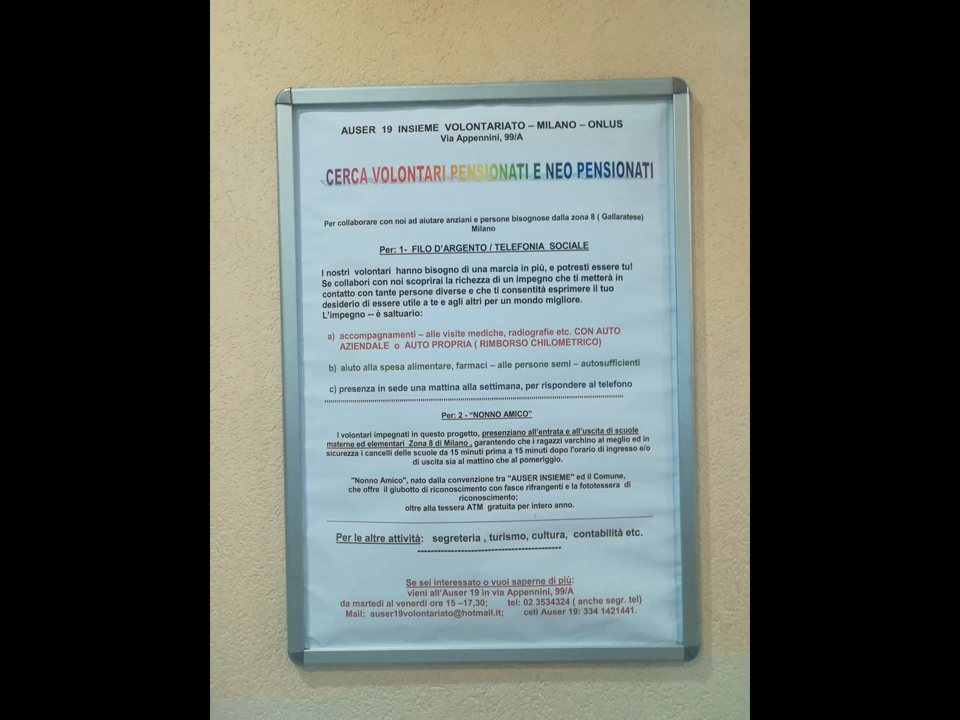 AUSER 19 INSIEME VOLONTARIATO – MILANO – ONLUS
Via Appennini, 99/A
CERCA VOLONTARI PENSIONATI E NEO PENSIONATI
Per collaborare con noi ad aiutare anziani e persone bisognose dalla zona 8 ( Gallaratese)
Milano
Per: 1- FILO D'ARGENTO / TELEFONIA SOCIALE
I nostri volontari hanno bisogno di una marcia in più, e potresti essere tu!
Se collabori con noi scoprirai la richezza di un impegno che ti metterà in
contatto con tante persone diverse e che ti consentità esprimere il tuo
desiderio di essere utile a te e agli altri per un mondo migliore.
L'impegno -- è saltuario:
a) accompagnamenti – alle visite mediche, radiografie etc. CON AUTO
AZIENDALE o AUTO PROPRIA ( RIMBORSO CHILOMETRICO)
b) aiuto alla spesa alimentare, farmaci – alle persone semi – autosufficienti
c) presenza in sede una mattina alla settimana, per rispondere al telefono
Per: 2 - "NONNO AMICO"
I volontari impegnati in questo progetto, presenziano all'entrata e all'uscita di scuole
materne ed elementari Zona 8 di Milano , garantendo che i ragazzi varchino al meglio ed in
sicurezza i cancelli delle scuole da 15 minuti prima a 15 minuti dopo l'orario di ingresso e/o
di uscita sia al mattino che al pomeriggio.
"Nonno Amico", nato dalla convenzione tra "AUSER INSIEME" ed il Comune,
che offre il giubotto di riconoscimento con fasce rifrangenti e la fototessera di
riconoscimento;
oltre alla tessera ATM gratuita per intero anno.
Per le altre attività: segreteria , turismo, cultura, contabilità etc.
Se sei interessato o vuoi saperne di più:
vieni all'Auser 19 in via Appennini, 99/A
da martedi al venerdi ore 15 –17,30; tel: 02 3534324 ( anche segr. tel)
Mail: auser19volontariato@hotmail.it; cell Auser 19: 334 1421441.